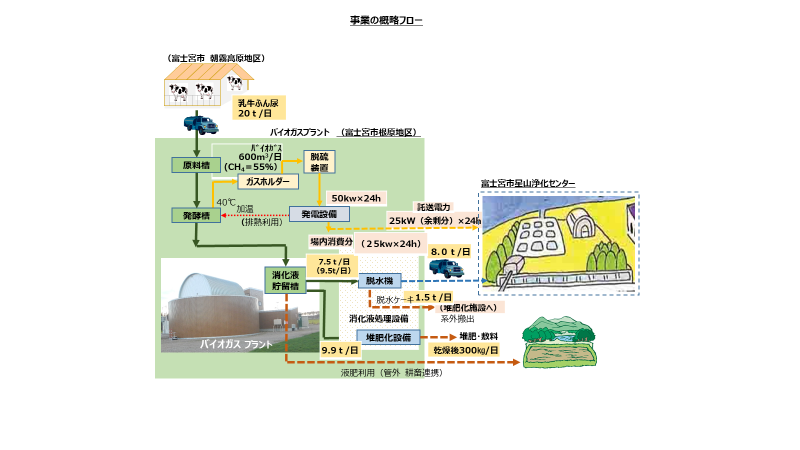 事業の概略フロー
（富士宮市 朝霧高原地区）
乳牛ふん尿
20ｔ/日
バイオガスプラント （富士宮市根原地区）
ﾊﾞｲｵｶﾞｽ
600m³/日
(CH₄＝55%)
脱硫
装置
原料槽
ガスホルダー
富士宮市星山浄化センター
50kw×24h
40℃
加温
(排熱利用)
発酵槽
発電設備
託送電力
25kW（余剰分）×24h
場内消費分
（25kw×24h）
8.0ｔ/日
7.5ｔ/日
(9.5t/日)
消化液
貯留槽
脱水機
脱水ケーキ
1.5ｔ/日
（堆肥化施設へ）
系外搬出
消化液処理設備
堆肥化設備
堆肥・敷料
バイオガス プラント
9.9ｔ/日
乾燥後300㎏/日
液肥利用（管外 耕畜連携）